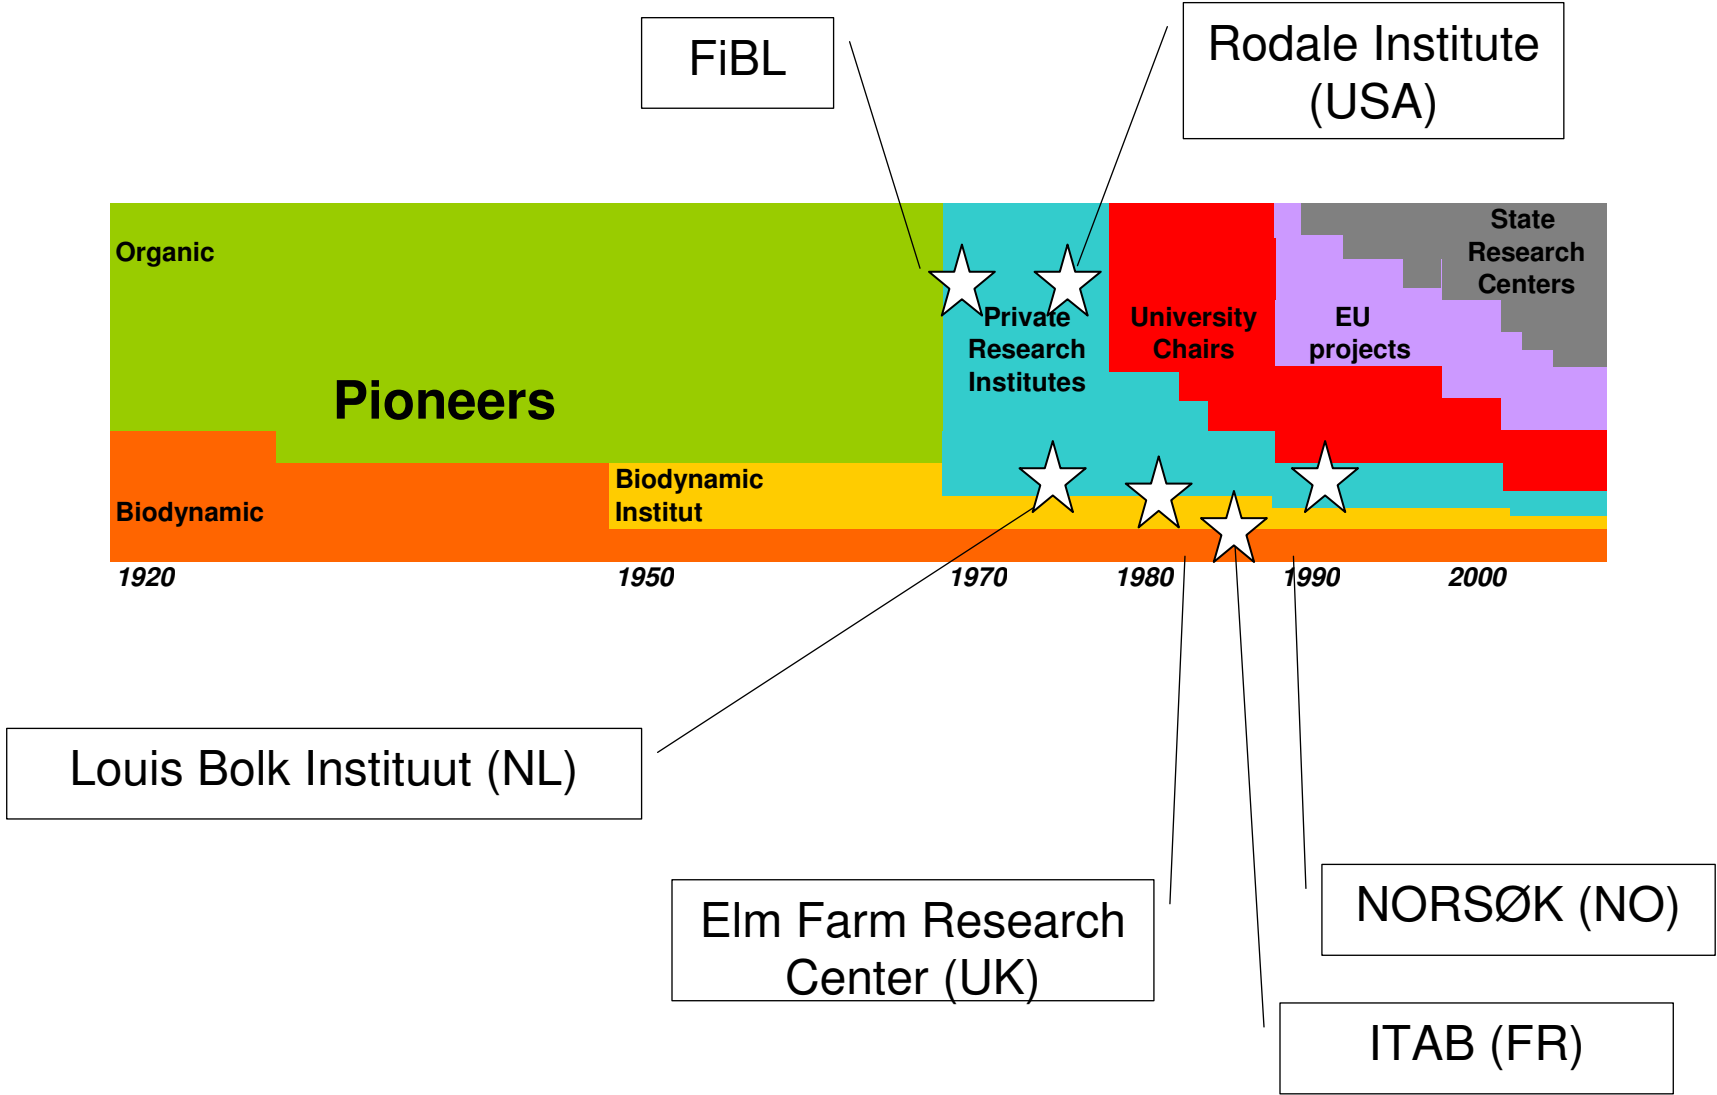 FiBL
Rodale Institute
(USA)
Organic
Pioneers
Biodynamic
Biodynamic
Institut
Private
Research
Institutes
University
Chairs
EU
projects
State
Research
Centers
1920
1950
1970
1980
1990
2000
Louis Bolk Instituut (NL)
Elm Farm Research
Center (UK)
NORSØK (NO)
ITAB (FR)